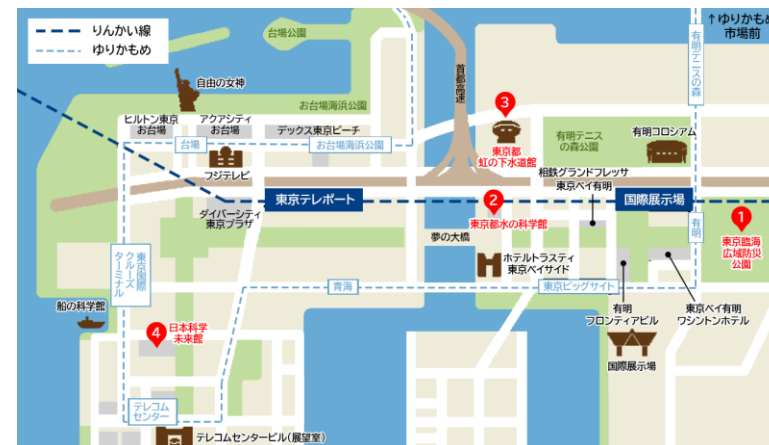 りんかい線
ゆりかもめ
台場公園
↑ゆりかもめ
市場前
有明テニスの森
首都高速
自由の女神
お台場海浜公園
ヒルトン東京
お台場
アクアシティ
お台場
デックス東京ビーチ
台場
お台場海浜公園
フジテレビ
3
東京都
虹の下水道館
有明テニス
の森公園
有明コロシアム
相鉄グランドフレッサ
東京ベイ有明
東京テレポート
国際展示場
2
東京都水の科学館
1
東京臨海
広域防災
公園
有明
ダイバーシティ
東京プラザ
夢の大橋
ホテルトラスティ
東京ベイサイド
東京国際
クルーズ
ターミナル
青海
東京ビッグサイト
船の科学館
4
日本科学
未来館
有明
フロンティアビル
東京ベイ有明
ワシントンホテル
国際展示場
テレコム
センター
テレコムセンタービル(展望室)